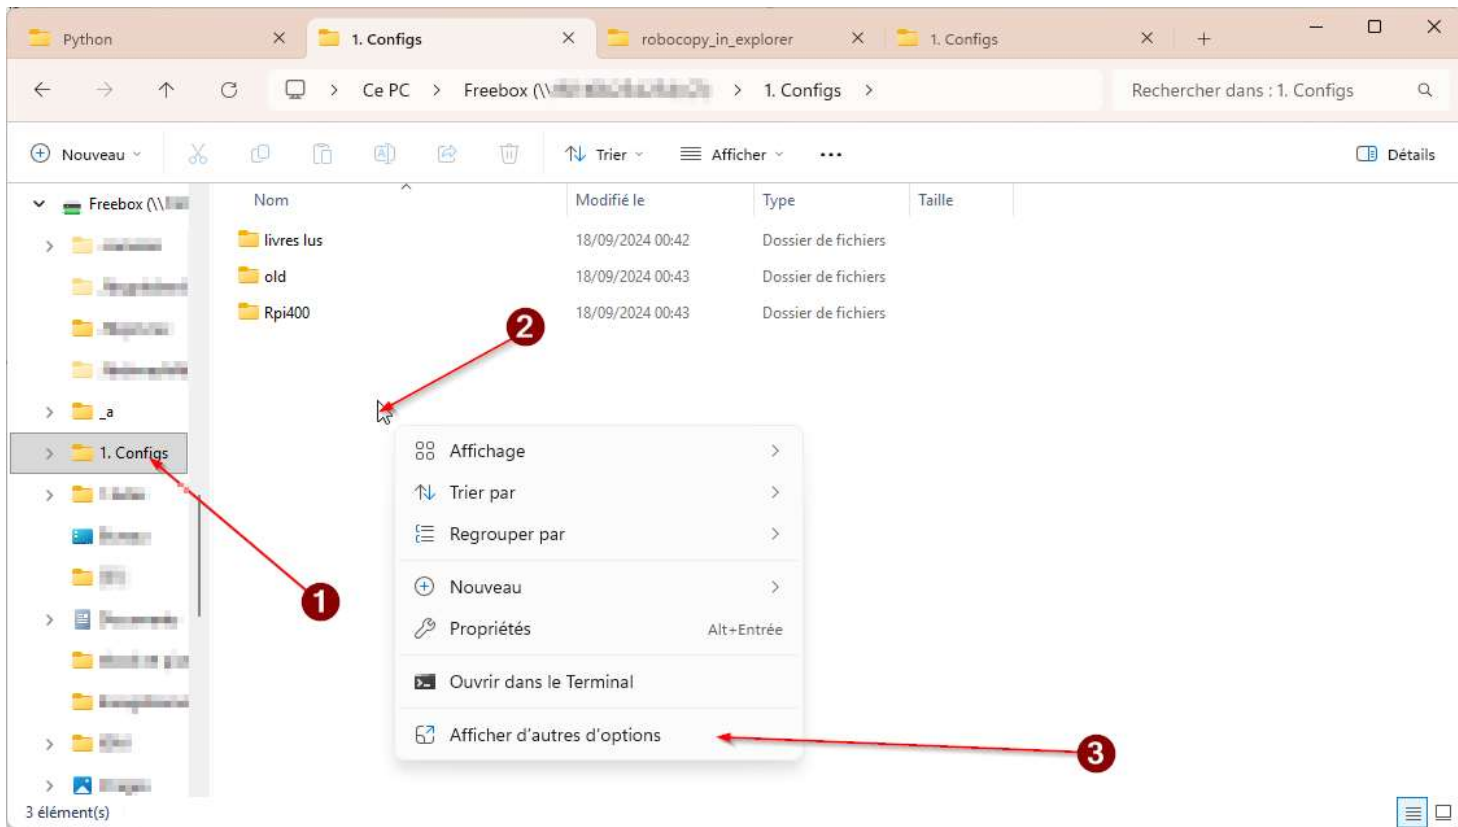 Python
1. Configs
robocopy_in_explorer
1. Configs
Ce PC > Freebox (\\ > 1. Configs >
Rechercher dans : 1. Configs
Nouveau
Trier
Afficher
Détails
Freebox (\\
_a
1. Configs
Nom Modifié le Type Taille
livres lus 18/09/2024 00:42 Dossier de fichiers
old 18/09/2024 00:43 Dossier de fichiers
Rpi400 18/09/2024 00:43 Dossier de fichiers
2
1
Affichage
Trier par
Regrouper par
Nouveau
Propriétés Alt+Entrée
Ouvrir dans le Terminal
Afficher d'autres d'options
3
3 élément(s)